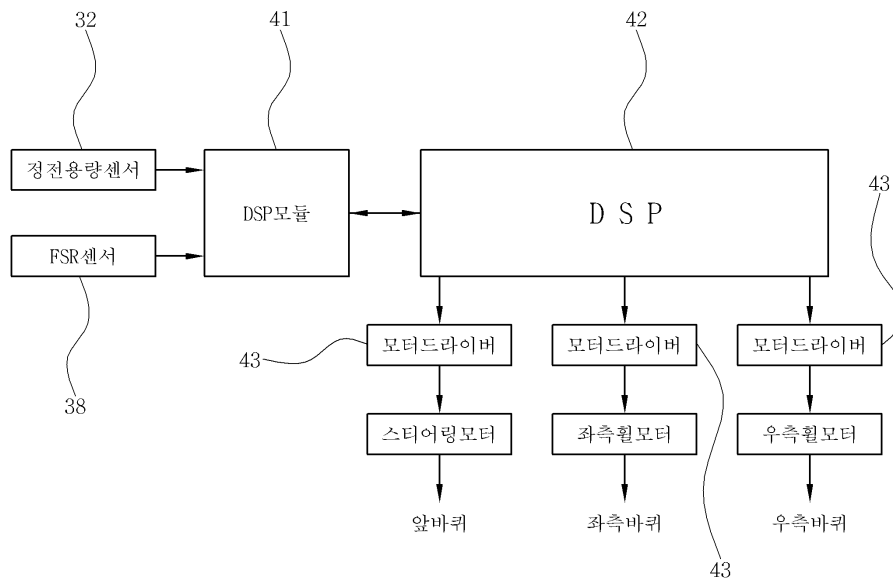 32
41
42
정전용량센서
DSP모듈
D S P
43
FSR센서
38
43
모터드라이버
모터드라이버
모터드라이버
스티어링모터
좌측휠모터
우측휠모터
앞바퀴
좌측바퀴
우측바퀴
43